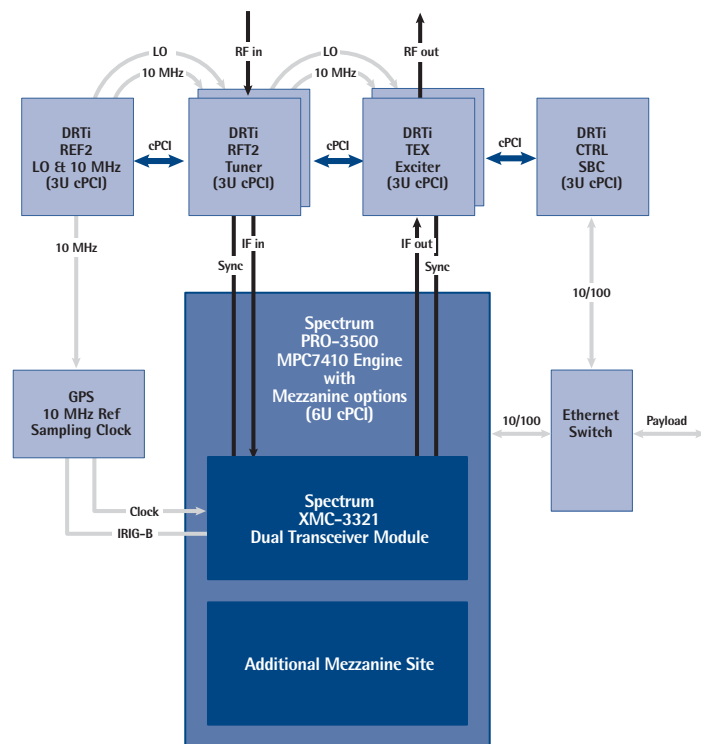 RF in
RF out
LO
10 MHz
LO
10 MHz
DRTi
REF2
LO & 10 MHz
(3U cPCI)
cPCI
DRTi
RFT2
Tuner
(3U cPCI)
cPCI
DRTi
TEX
Exciter
(3U cPCI)
cPCI
DRTi
CTRL
SBC
(3U cPCI)
10 MHz
IF in
Sync
IF out
Sync
10/100
Spectrum
PRO-3500
MPC7410 Engine
with
Mezzanine options
(6U cPCI)
GPS
10 MHz Ref
Sampling Clock
10/100
Ethernet
Switch
Payload
Clock
IRIG-B
Spectrum
XMC-3321
Dual Transceiver Module
Additional Mezzanine Site